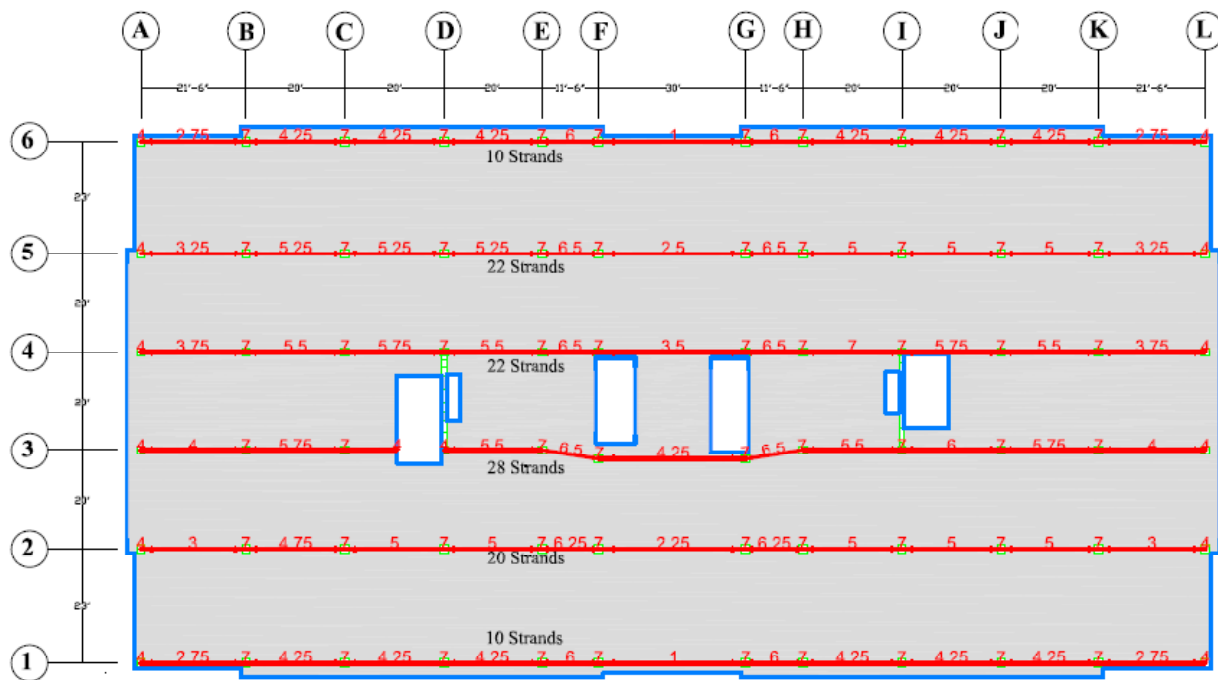 A B C D E F G H I J K L
21'-6" 20' 20' 20' 11'-6" 30' 11'-6" 20' 20' 20' 21'-6"
6 4 2.75 7 4.25 7 4.25 7 4.25 7 6 7 1 7 6 7 4.25 7 4.25 7 4.25 7 2.75 4
10 Strands
23'
5 4 3.25 7 5.25 7 5.25 7 5.25 7 6.5 7 2.5 7 6.5 7 5 7 5 7 5 7 3.25 4
22 Strands
20'
4 4 3.75 7 5.5 7 5.75 7 5.5 7 6.5 7 3.5 7 6.5 7 7 7 5.75 7 5.5 7 3.75 4
22 Strands
20'
3 4 4 7 5.75 7 4 4 5.5 7 6.5 7 4.25 7 6.5 7 5.5 7 6 7 5.75 7 4 4
28 Strands
20'
2 4 3 7 4.75 7 5 7 5 7 6.25 7 2.25 7 6.25 7 5 7 5 7 5 7 3 4
20 Strands
23'
10 Strands
1 4 2.75 7 4.25 7 4.25 7 4.25 7 6 7 1 7 6 7 4.25 7 4.25 7 4.25 7 2.75 4